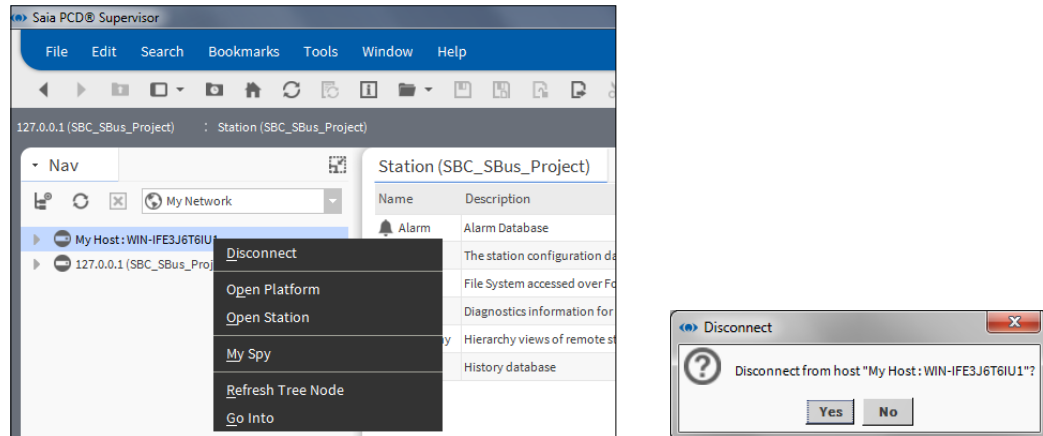 Saia PCD® Supervisor
File Edit Search Bookmarks Tools Window Help
127.0.0.1 (SBC_SBus_Project) : Station (SBC_SBus_Project)
Nav
My Network
My Host : WIN-IFE3J6T6IU1
127.0.0.1 (SBC_SBus_Proj
Disconnect
Open Platform
Open Station
My Spy
Refresh Tree Node
Go Into
Station (SBC_SBus_Project)
Name Description
Alarm Alarm Database
The station configuration da
File System accessed over Fo
Diagnostics information for
y Hierarchy views of remote st
History database
Disconnect
X
Disconnect from host "My Host : WIN-IFE3J6T6IU1"?
Yes No